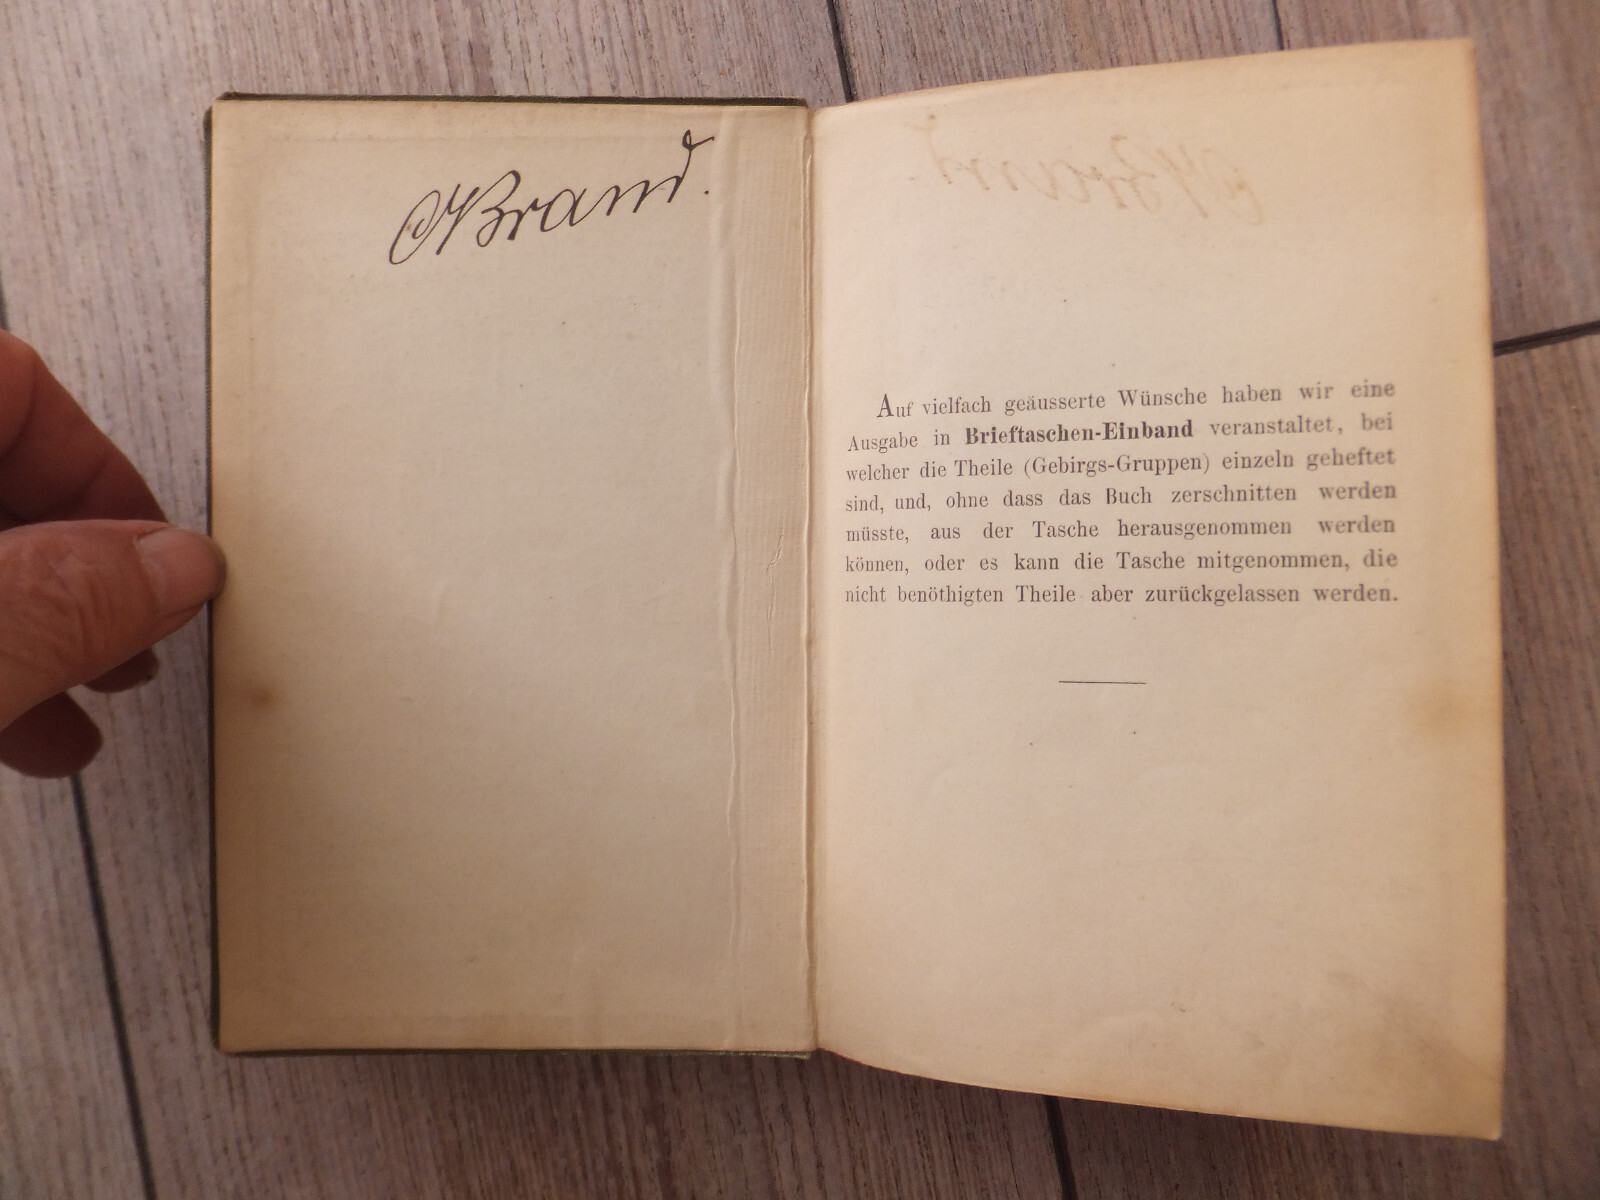 Brand.
Auf vielfach geäusserte Wünsche haben wir eine
Ausgabe in Brieftaschen-Einband veranstaltet, bei
welcher die Theile (Gebirgs-Gruppen) einzeln geheftet
sind, und, ohne dass das Buch zerschnitten werden
müsste, aus der Tasche herausgenommen werden
können, oder es kann die Tasche mitgenommen, die
nicht benöthigten Theile aber zurückgelassen werden.